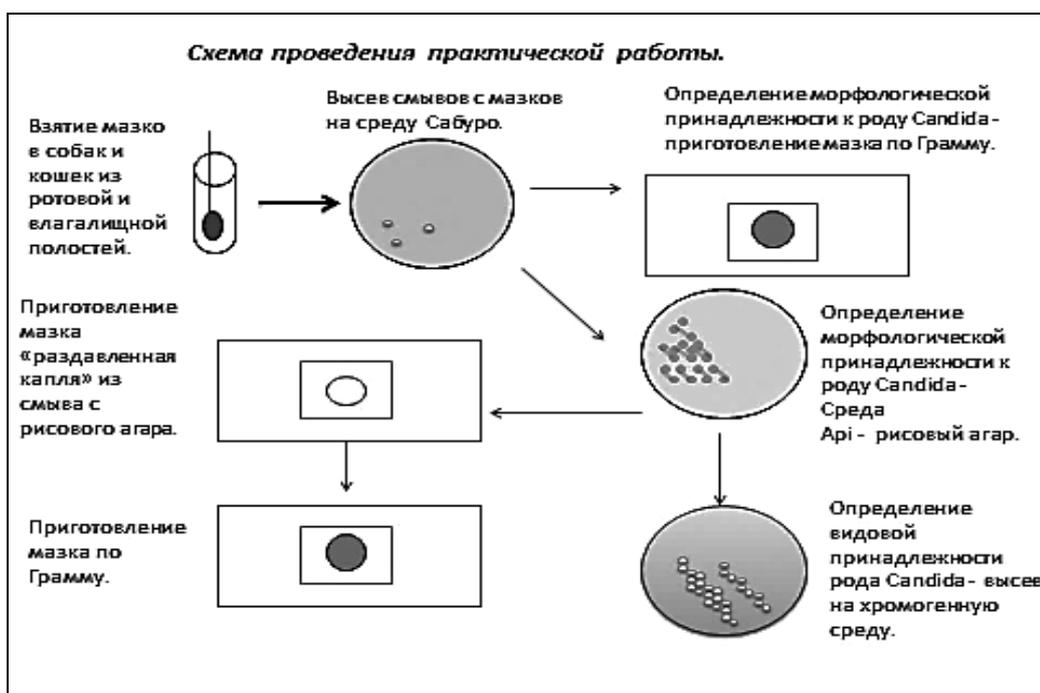 Схема проведения практической работы.
Взятие мазко
в собак и
кошек из
ротовой и
влагалищной
полостей.
Высев смывов с мазков
на среду Сабуро.
Определение морфологической
принадлежности к роду Candida -
приготовление мазка по Грамму.
Определение
морфологической
принадлежности к
роду Candida -
Среда
Api - рисовый агар.
Приготовление
мазка
«раздавленная
капля» из
смыва с
рисового агара.
Приготовление
мазка по
Грамму.
Определение
видовой
принадлежности
рода Candida - высев
на хромогенную
среду.